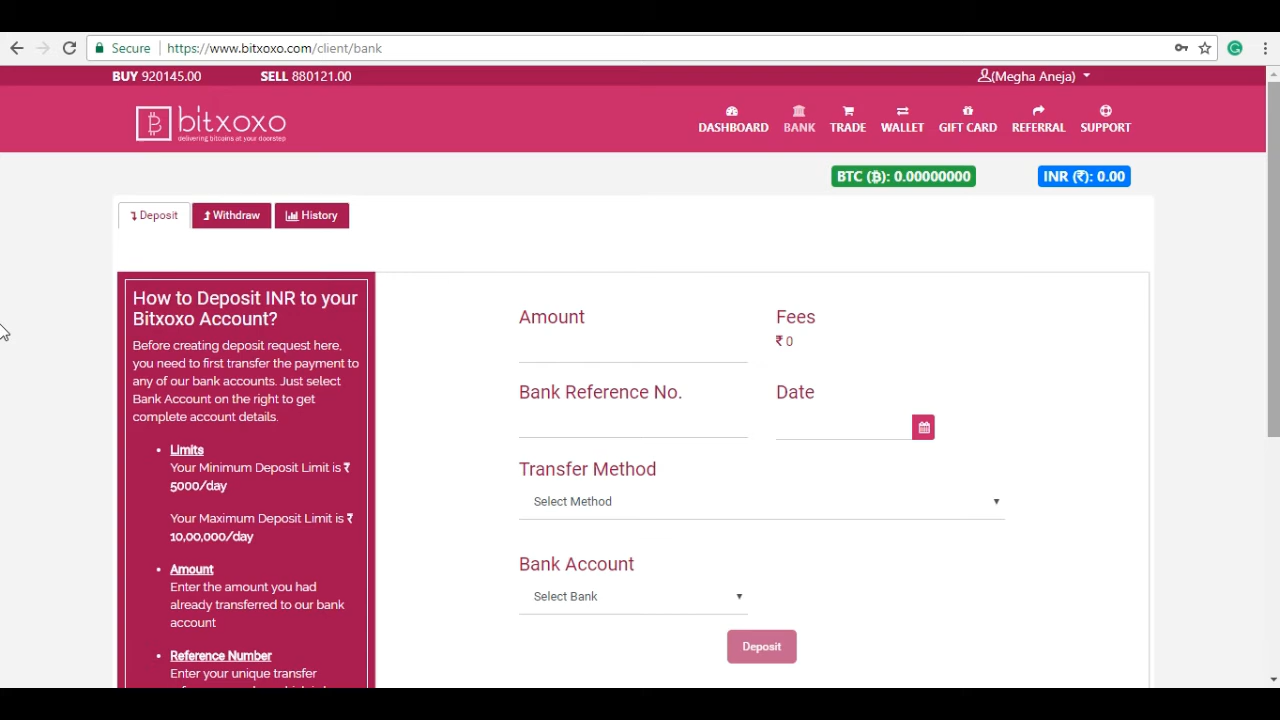 Secure https://www.bitxoxo.com/client/bank
BUY 920145.00 SELL 880121.00 (Megha Aneja)
bitxoxo
delivering bitcoins at your doorstep
DASHBOARD BANK TRADE WALLET GIFT CARD REFERRAL SUPPORT
BTC (₿): 0.00000000 INR (₹): 0.00
Deposit Withdraw History
How to Deposit INR to your
Bitxoxo Account?
Before creating deposit request here,
you need to first transfer the payment to
any of our bank accounts. Just select
Bank Account on the right to get
complete account details.
• Limits
Your Minimum Deposit Limit is ₹
5000/day
Your Maximum Deposit Limit is ₹
10,00,000/day
• Amount
Enter the amount you had
already transferred to our bank
account
• Reference Number
Enter your unique transfer
Amount Fees
₹ 0
Bank Reference No. Date
Transfer Method
Select Method
Bank Account
Select Bank
Deposit